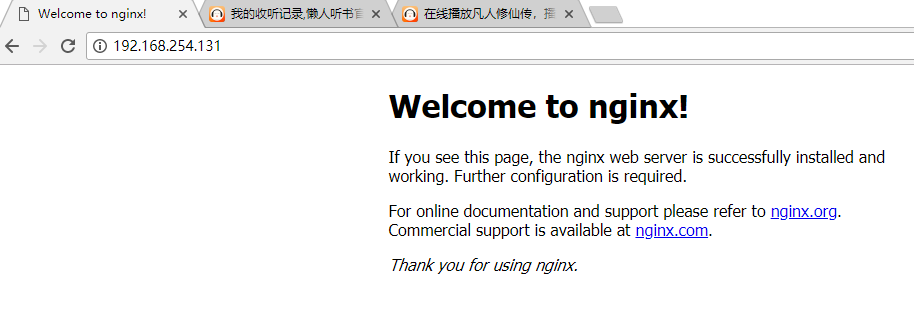 Welcome to nginx!
我的收听记录,懒人听书官
在线播放凡人修仙传，播
192.168.254.131
Welcome to nginx!
If you see this page, the nginx web server is successfully installed and
working. Further configuration is required.
For online documentation and support please refer to nginx.org.
Commercial support is available at nginx.com.
Thank you for using nginx.